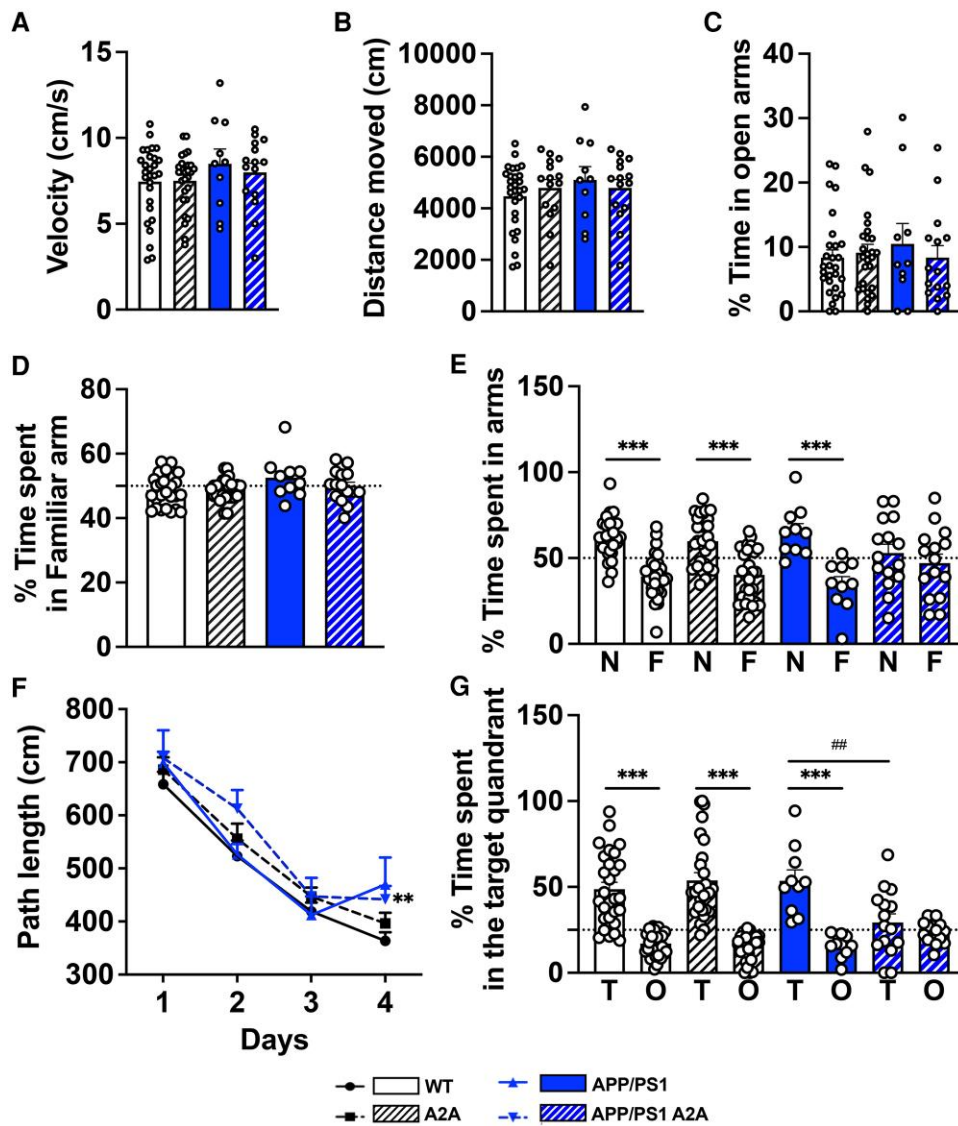 A
Velocity (cm/s)
15
10
5
0
B
Distance moved (cm)
10000
8000
6000
4000
2000
0
C
% Time in open arms
40
30
20
10
0
D
% Time spent
in Familiar arm
80
60
40
20
0
E
% Time spent in arms
150
100
50
0
*** *** ***
N F N F N F N F
F
Path length (cm)
800
700
600
500
400
300
**
1 2 3 4
Days
G
% Time spent
in the target quandrant
150
100
50
0
##
*** *** ***
T O T O T O T O
WT APP/PS1
A2A APP/PS1 A2A